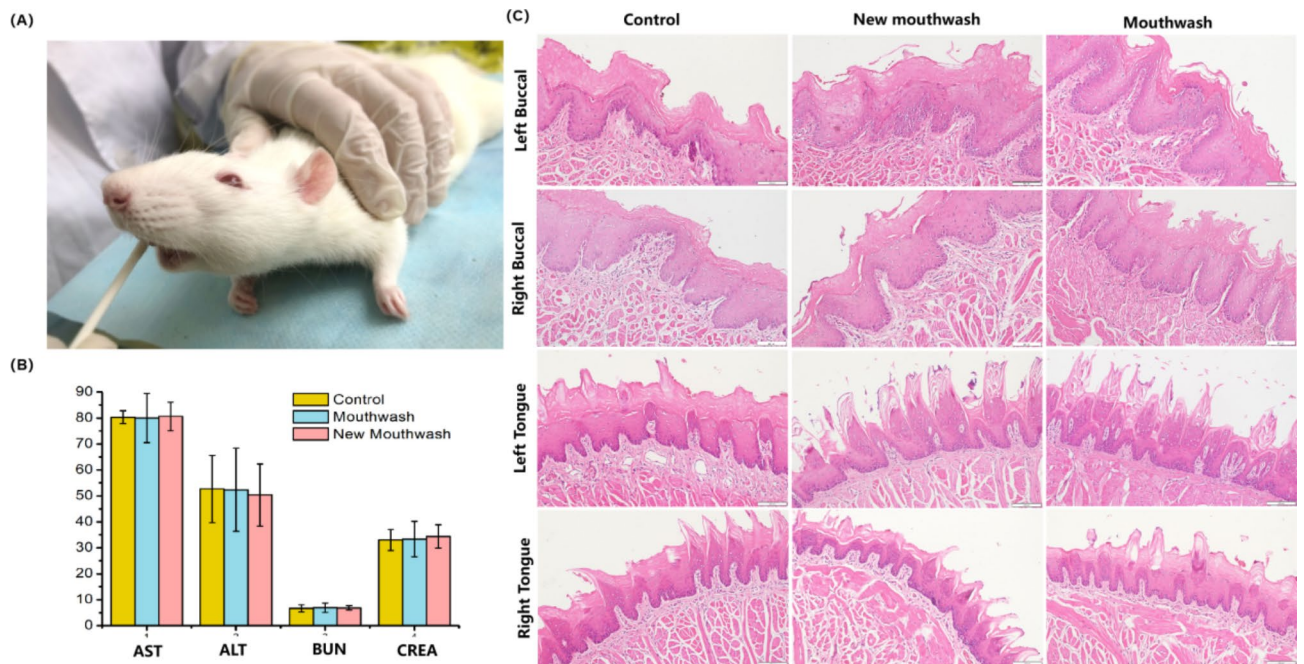 (A)
(B)
90
80
70
60
50
40
30
20
10
0
Control
Mouthwash
New Mouthwash
AST
ALT
BUN
CREA
(C)
Control
New mouthwash
Mouthwash
Left Buccal
Right Buccal
Left Tongue
Right Tongue